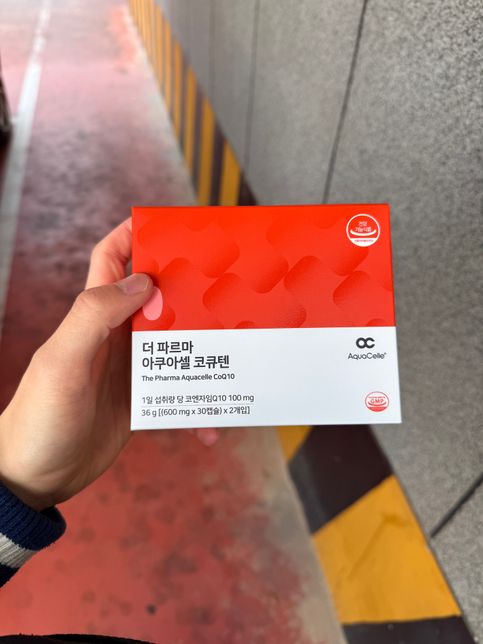 건강
기능식품
더 파르마
아쿠아셀 코큐텐
The Pharma Aquacelle CoQ10
AquaCelle®
1일 섭취량 당 코엔자임Q10 100 mg
36 g [(600 mg x 30캡슐) x 2개입]
GMP